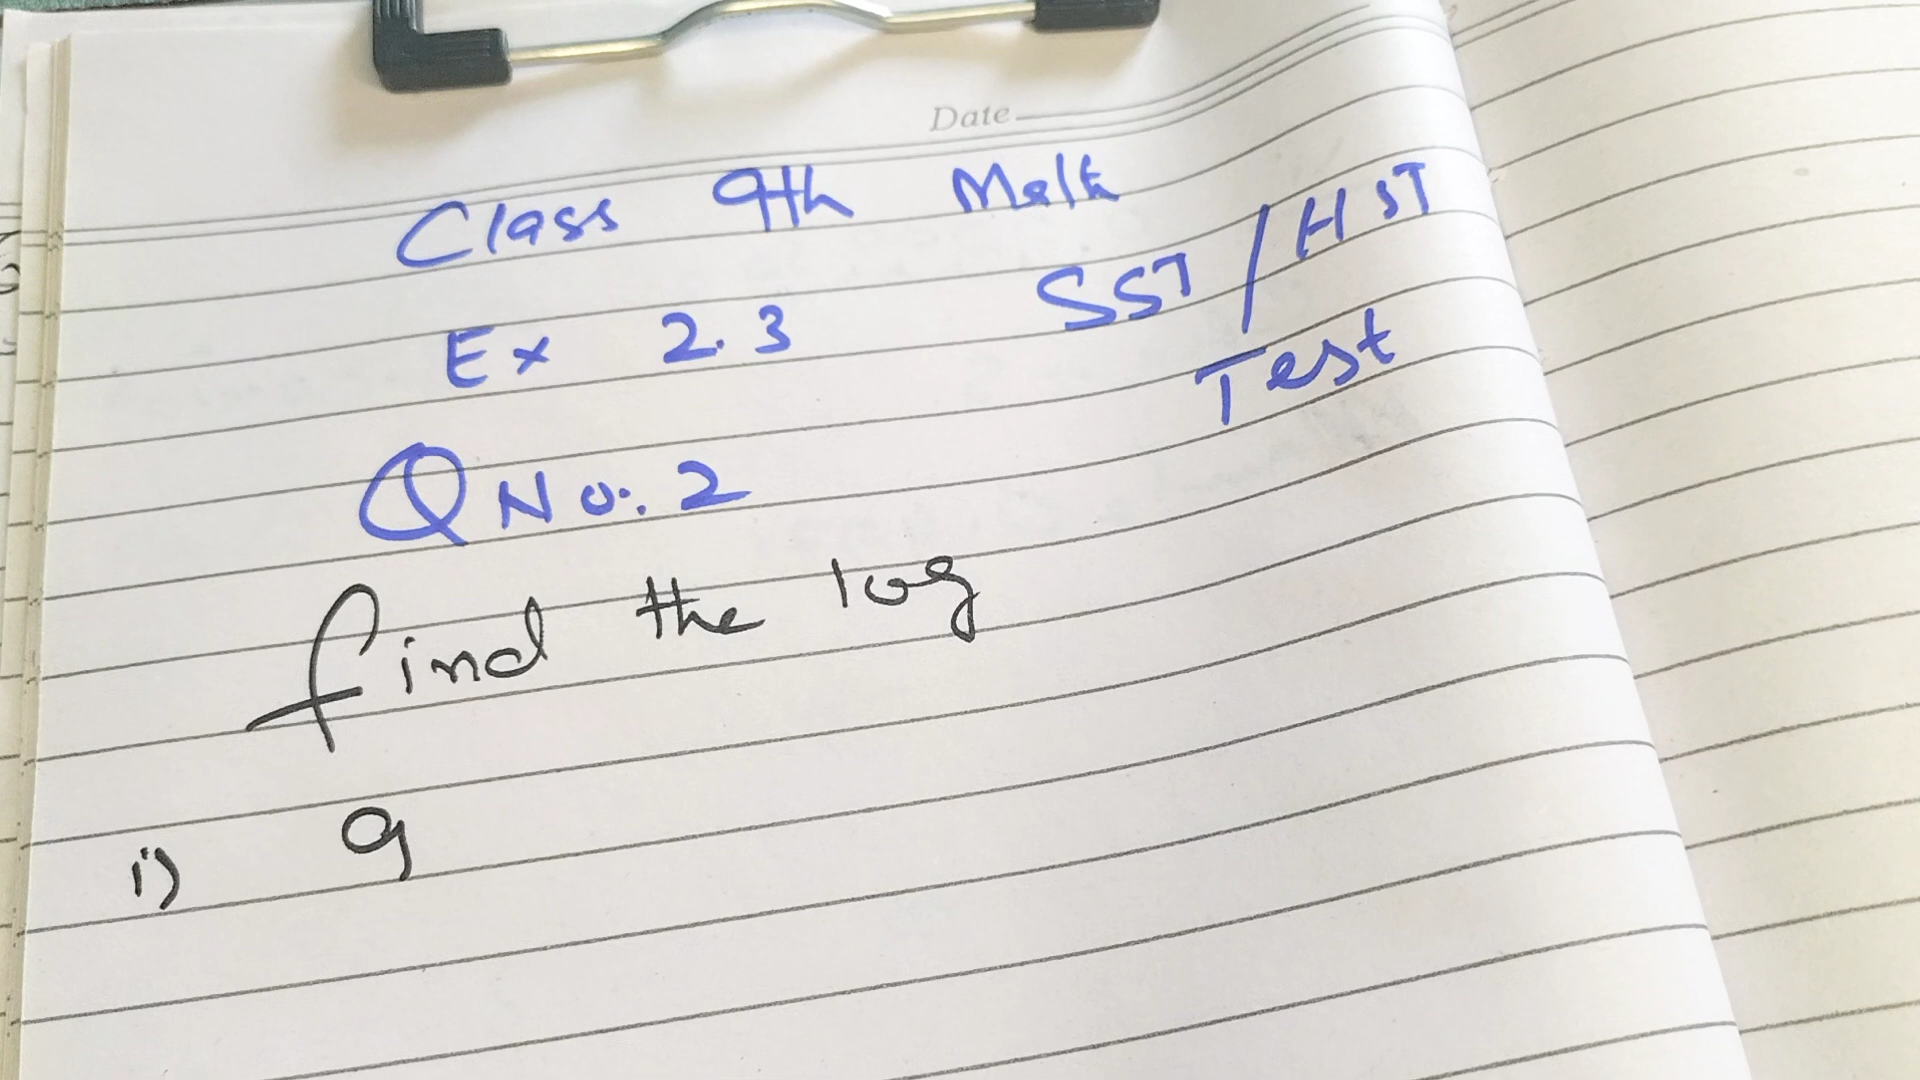 Date
Class 9th Math
SST / HST
Test
Ex 2.3
Q No. 2
find the log
i) 9